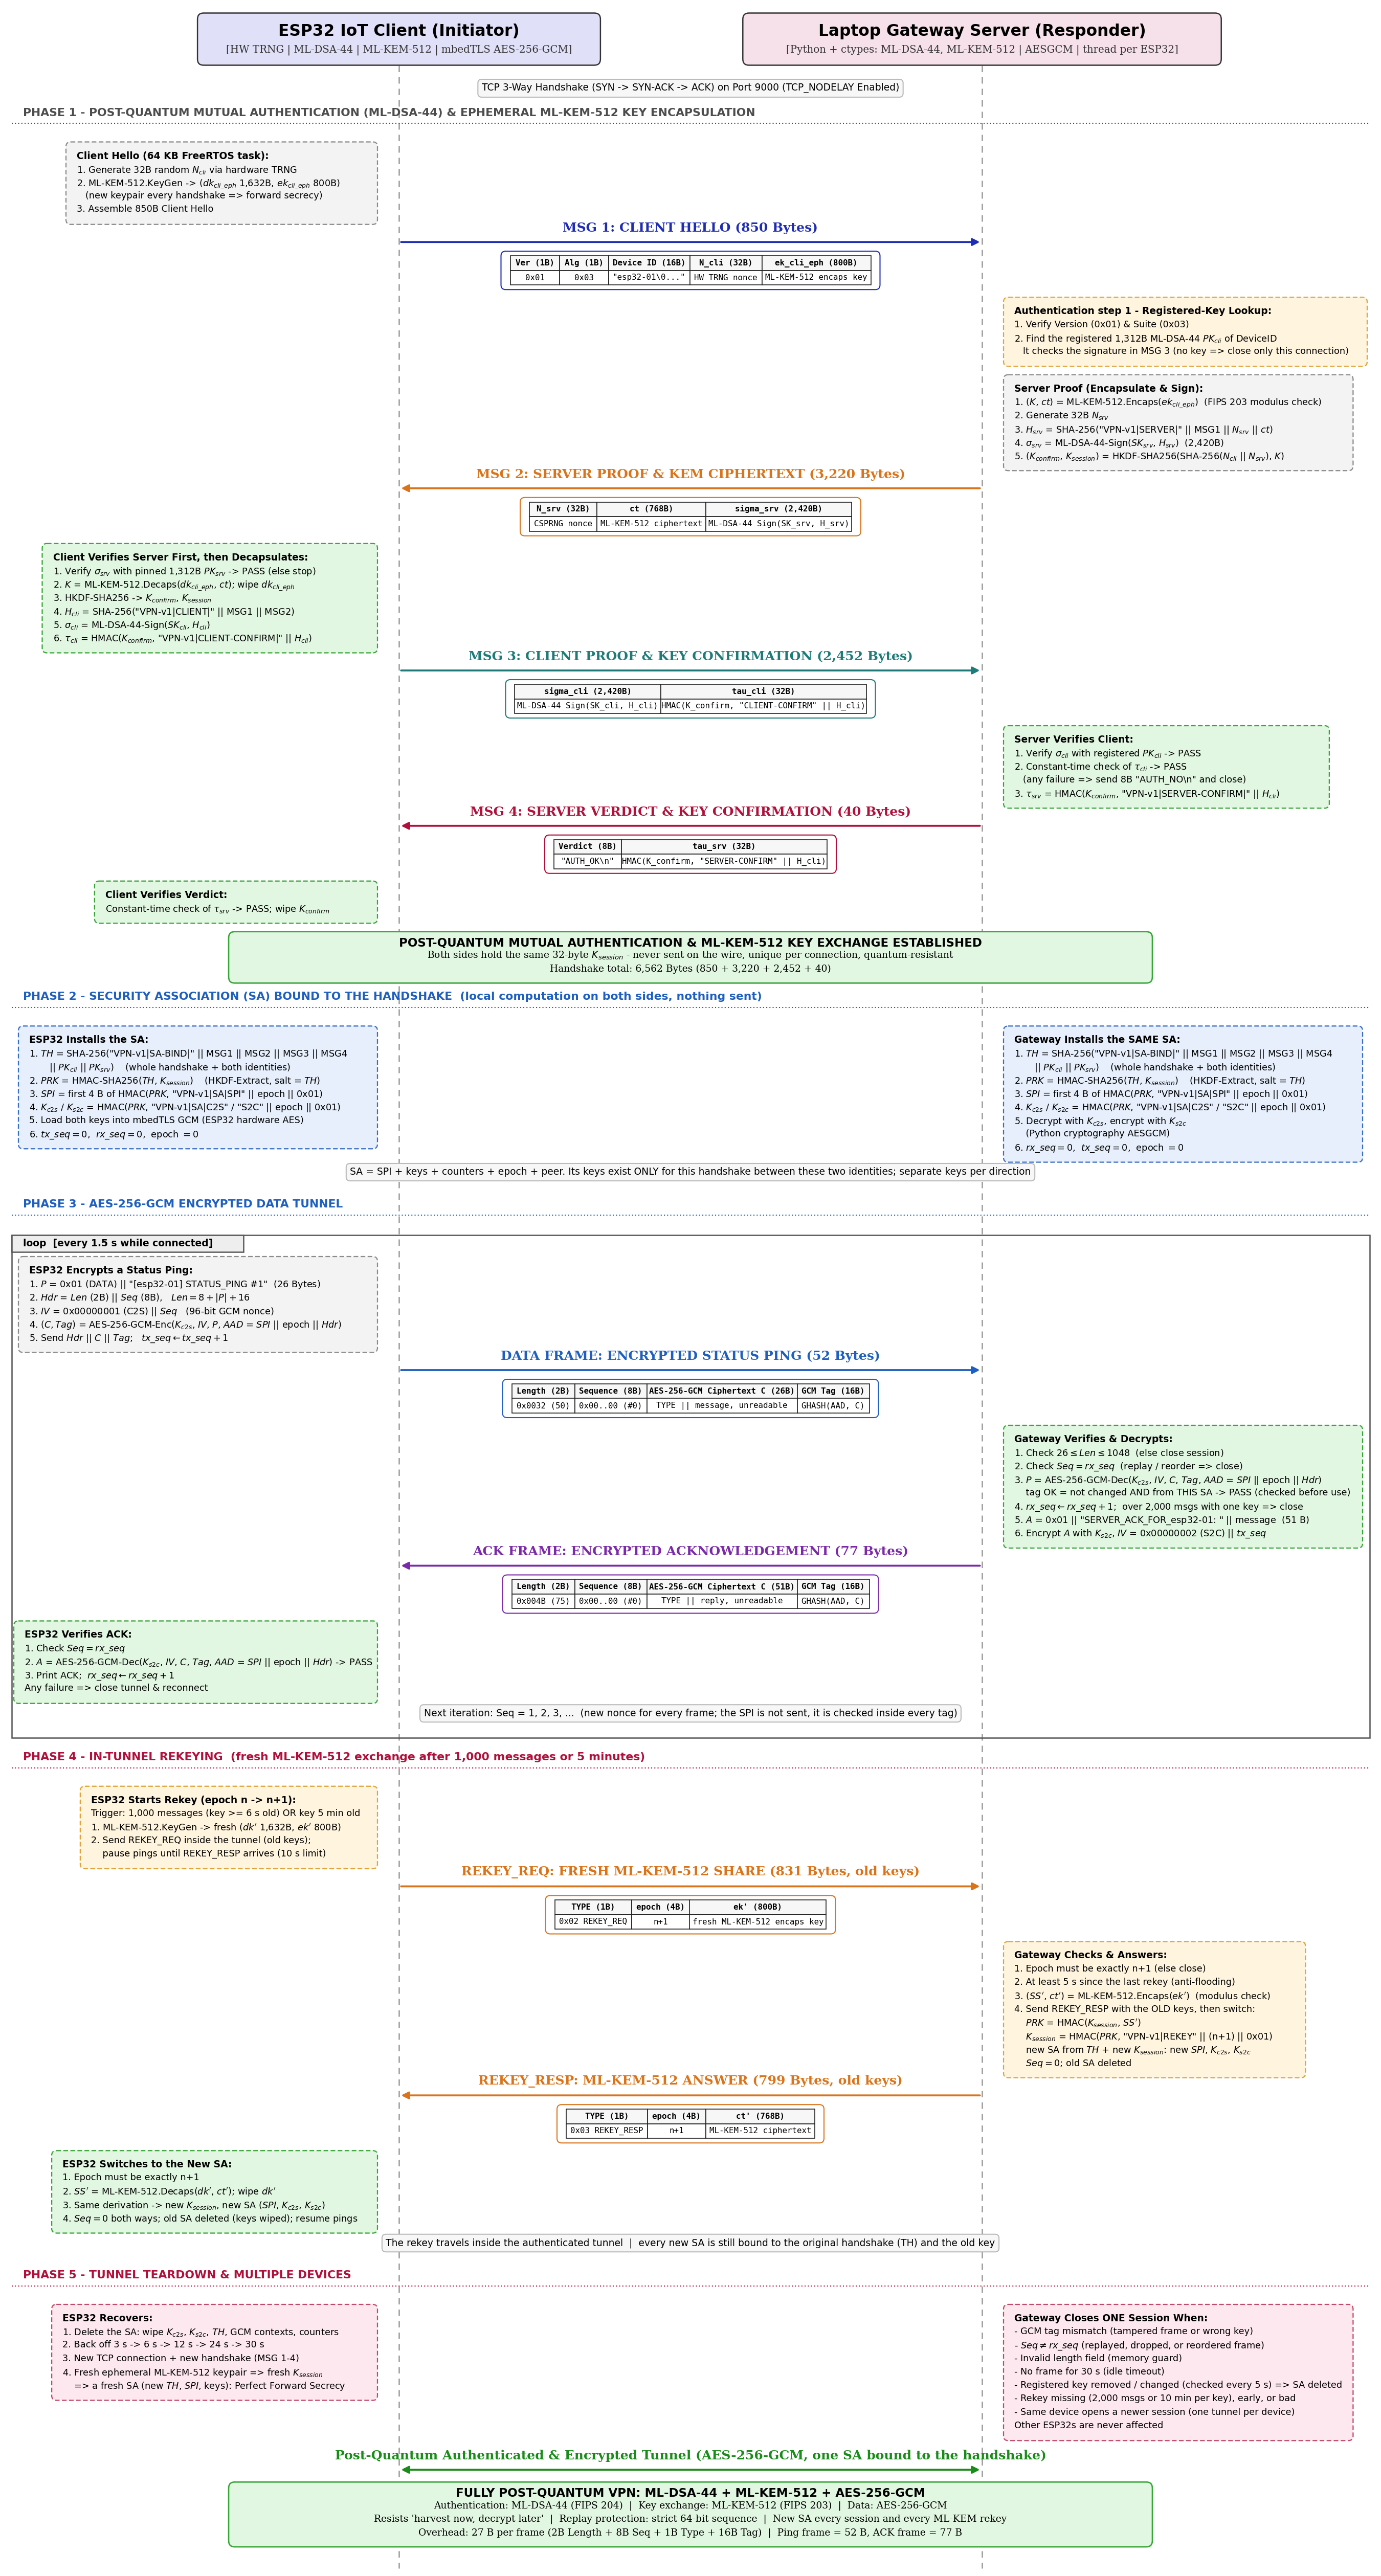 ESP32 IoT Client (Initiator)
[HW TRNG | ML-DSA-44 | ML-KEM-512 | mbedTLS AES-256-GCM]
Laptop Gateway Server (Responder)
[Python + ctypes: ML-DSA-44, ML-KEM-512 | AESGCM | thread per ESP32]
TCP 3-Way Handshake (SYN -> SYN-ACK -> ACK) on Port 9000 (TCP_NODELAY Enabled)
PHASE 1 - POST-QUANTUM MUTUAL AUTHENTICATION (ML-DSA-44) & EPHEMERAL ML-KEM-512 KEY ENCAPSULATION
Client Hello (64 KB FreeRTOS task):
1. Generate 32B random N_cli via hardware TRNG
2. ML-KEM-512.KeyGen -> (dk_cli_eph 1,632B, ek_cli_eph 800B)
(new keypair every handshake => forward secrecy)
3. Assemble 850B Client Hello
MSG 1: CLIENT HELLO (850 Bytes)
Ver (1B) Alg (1B) Device ID (16B) N_cli (32B) ek_cli_eph (800B)
0x01 0x03 "esp32-01\0..." HW TRNG nonce ML-KEM-512 encaps key
Authentication step 1 - Registered-Key Lookup:
1. Verify Version (0x01) & Suite (0x03)
2. Find the registered 1,312B ML-DSA-44 PK_cli of DeviceID
It checks the signature in MSG 3 (no key => close only this connection)
Server Proof (Encapsulate & Sign):
1. (K, ct) = ML-KEM-512.Encaps(ek_cli_eph) (FIPS 203 modulus check)
2. Generate 32B N_srv
3. H_srv = SHA-256("VPN-v1|SERVER|" || MSG1 || N_srv || ct)
4. σ_srv = ML-DSA-44-Sign(SK_srv, H_srv) (2,420B)
5. (K_confirm, K_session) = HKDF-SHA256(SHA-256(N_cli || N_srv), K)
MSG 2: SERVER PROOF & KEM CIPHERTEXT (3,220 Bytes)
N_srv (32B) ct (768B) sigma_srv (2,420B)
CSPRNG nonce ML-KEM-512 ciphertext ML-DSA-44 Sign(SK_srv, H_srv)
Client Verifies Server First, then Decapsulates:
1. Verify σ_srv with pinned 1,312B PK_srv -> PASS (else stop)
2. K = ML-KEM-512.Decaps(dk_cli_eph, ct); wipe dk_cli_eph
3. HKDF-SHA256 -> K_confirm, K_session
4. H_cli = SHA-256("VPN-v1|CLIENT|" || MSG1 || MSG2)
5. σ_cli = ML-DSA-44-Sign(SK_cli, H_cli)
6. τ_cli = HMAC(K_confirm, "VPN-v1|CLIENT-CONFIRM|" || H_cli)
MSG 3: CLIENT PROOF & KEY CONFIRMATION (2,452 Bytes)
sigma_cli (2,420B) tau_cli (32B)
ML-DSA-44 Sign(SK_cli, H_cli) HMAC(K_confirm, "CLIENT-CONFIRM" || H_cli)
Server Verifies Client:
1. Verify σ_cli with registered PK_cli -> PASS
2. Constant-time check of τ_cli -> PASS
(any failure => send 8B "AUTH_NO\n" and close)
3. τ_srv = HMAC(K_confirm, "VPN-v1|SERVER-CONFIRM|" || H_cli)
MSG 4: SERVER VERDICT & KEY CONFIRMATION (40 Bytes)
Verdict (8B) tau_srv (32B)
"AUTH_OK\n" HMAC(K_confirm, "SERVER-CONFIRM" || H_cli)
Client Verifies Verdict:
Constant-time check of τ_srv -> PASS; wipe K_confirm
POST-QUANTUM MUTUAL AUTHENTICATION & ML-KEM-512 KEY EXCHANGE ESTABLISHED
Both sides hold the same 32-byte K_session - never sent on the wire, unique per connection, quantum-resistant
Handshake total: 6,562 Bytes (850 + 3,220 + 2,452 + 40)
PHASE 2 - SECURITY ASSOCIATION (SA) BOUND TO THE HANDSHAKE (local computation on both sides, nothing sent)
ESP32 Installs the SA:
1. TH = SHA-256("VPN-v1|SA-BIND|" || MSG1 || MSG2 || MSG3 || MSG4
|| PK_cli || PK_srv) (whole handshake + both identities)
2. PRK = HMAC-SHA256(TH, K_session) (HKDF-Extract, salt = TH)
3. SPI = first 4 B of HMAC(PRK, "VPN-v1|SA|SPI" || epoch || 0x01)
4. K_c2s / K_s2c = HMAC(PRK, "VPN-v1|SA|C2S" / "S2C" || epoch || 0x01)
5. Load both keys into mbedTLS GCM (ESP32 hardware AES)
6. tx_seq = 0, rx_seq = 0, epoch = 0
Gateway Installs the SAME SA:
1. TH = SHA-256("VPN-v1|SA-BIND|" || MSG1 || MSG2 || MSG3 || MSG4
|| PK_cli || PK_srv) (whole handshake + both identities)
2. PRK = HMAC-SHA256(TH, K_session) (HKDF-Extract, salt = TH)
3. SPI = first 4 B of HMAC(PRK, "VPN-v1|SA|SPI" || epoch || 0x01)
4. K_c2s / K_s2c = HMAC(PRK, "VPN-v1|SA|C2S" / "S2C" || epoch || 0x01)
5. Decrypt with K_c2s, encrypt with K_s2c
(Python cryptography AESGCM)
6. rx_seq = 0, tx_seq = 0, epoch = 0
SA = SPI + keys + counters + epoch + peer. Its keys exist ONLY for this handshake between these two identities; separate keys per direction
PHASE 3 - AES-256-GCM ENCRYPTED DATA TUNNEL
loop [every 1.5 s while connected]
ESP32 Encrypts a Status Ping:
1. P = 0x01 (DATA) || "[esp32-01] STATUS_PING #1" (26 Bytes)
2. Hdr = Len (2B) || Seq (8B), Len = 8 + |P| + 16
3. IV = 0x00000001 (C2S) || Seq (96-bit GCM nonce)
4. (C, Tag) = AES-256-GCM-Enc(K_c2s, IV, P, AAD = SPI || epoch || Hdr)
5. Send Hdr || C || Tag; tx_seq ← tx_seq + 1
DATA FRAME: ENCRYPTED STATUS PING (52 Bytes)
Length (2B) Sequence (8B) AES-256-GCM Ciphertext C (26B) GCM Tag (16B)
0x0032 (50) 0x00..00 (#0) TYPE || message, unreadable GHASH(AAD, C)
Gateway Verifies & Decrypts:
1. Check 26 ≤ Len ≤ 1048 (else close session)
2. Check Seq = rx_seq (replay / reorder => close)
3. P = AES-256-GCM-Dec(K_c2s, IV, C, Tag, AAD = SPI || epoch || Hdr)
tag OK = not changed AND from THIS SA -> PASS (checked before use)
4. rx_seq ← rx_seq + 1; over 2,000 msgs with one key => close
5. A = 0x01 || "SERVER_ACK_FOR_esp32-01: " || message (51 B)
6. Encrypt A with K_s2c, IV = 0x00000002 (S2C) || tx_seq
ACK FRAME: ENCRYPTED ACKNOWLEDGEMENT (77 Bytes)
Length (2B) Sequence (8B) AES-256-GCM Ciphertext C (51B) GCM Tag (16B)
0x004B (75) 0x00..00 (#0) TYPE || reply, unreadable GHASH(AAD, C)
ESP32 Verifies ACK:
1. Check Seq = rx_seq
2. A = AES-256-GCM-Dec(K_s2c, IV, C, Tag, AAD = SPI || epoch || Hdr) -> PASS
3. Print ACK; rx_seq ← rx_seq + 1
Any failure => close tunnel & reconnect
Next iteration: Seq = 1, 2, 3, ... (new nonce for every frame; the SPI is not sent, it is checked inside every tag)
PHASE 4 - IN-TUNNEL REKEYING (fresh ML-KEM-512 exchange after 1,000 messages or 5 minutes)
ESP32 Starts Rekey (epoch n -> n+1):
Trigger: 1,000 messages (key >= 6 s old) OR key 5 min old
1. ML-KEM-512.KeyGen -> fresh (dk′ 1,632B, ek′ 800B)
2. Send REKEY_REQ inside the tunnel (old keys);
pause pings until REKEY_RESP arrives (10 s limit)
REKEY_REQ: FRESH ML-KEM-512 SHARE (831 Bytes, old keys)
TYPE (1B) epoch (4B) ek' (800B)
0x02 REKEY_REQ n+1 fresh ML-KEM-512 encaps key
Gateway Checks & Answers:
1. Epoch must be exactly n+1 (else close)
2. At least 5 s since the last rekey (anti-flooding)
3. (SS′, ct′) = ML-KEM-512.Encaps(ek′) (modulus check)
4. Send REKEY_RESP with the OLD keys, then switch:
PRK = HMAC(K_session, SS′)
K_session = HMAC(PRK, "VPN-v1|REKEY" || (n+1) || 0x01)
new SA from TH + new K_session: new SPI, K_c2s, K_s2c
Seq = 0; old SA deleted
REKEY_RESP: ML-KEM-512 ANSWER (799 Bytes, old keys)
TYPE (1B) epoch (4B) ct' (768B)
0x03 REKEY_RESP n+1 ML-KEM-512 ciphertext
ESP32 Switches to the New SA:
1. Epoch must be exactly n+1
2. SS′ = ML-KEM-512.Decaps(dk′, ct′); wipe dk′
3. Same derivation -> new K_session, new SA (SPI, K_c2s, K_s2c)
4. Seq = 0 both ways; old SA deleted (keys wiped); resume pings
The rekey travels inside the authenticated tunnel | every new SA is still bound to the original handshake (TH) and the old key
PHASE 5 - TUNNEL TEARDOWN & MULTIPLE DEVICES
ESP32 Recovers:
1. Delete the SA: wipe K_c2s, K_s2c, TH, GCM contexts, counters
2. Back off 3 s -> 6 s -> 12 s -> 24 s -> 30 s
3. New TCP connection + new handshake (MSG 1-4)
4. Fresh ephemeral ML-KEM-512 keypair => fresh K_session
=> a fresh SA (new TH, SPI, keys): Perfect Forward Secrecy
Gateway Closes ONE Session When:
- GCM tag mismatch (tampered frame or wrong key)
- Seq ≠ rx_seq (replayed, dropped, or reordered frame)
- Invalid length field (memory guard)
- No frame for 30 s (idle timeout)
- Registered key removed / changed (checked every 5 s) => SA deleted
- Rekey missing (2,000 msgs or 10 min per key), early, or bad
- Same device opens a newer session (one tunnel per device)
Other ESP32s are never affected
Post-Quantum Authenticated & Encrypted Tunnel (AES-256-GCM, one SA bound to the handshake)
FULLY POST-QUANTUM VPN: ML-DSA-44 + ML-KEM-512 + AES-256-GCM
Authentication: ML-DSA-44 (FIPS 204) | Key exchange: ML-KEM-512 (FIPS 203) | Data: AES-256-GCM
Resists 'harvest now, decrypt later' | Replay protection: strict 64-bit sequence | New SA every session and every ML-KEM rekey
Overhead: 27 B per frame (2B Length + 8B Seq + 1B Type + 16B Tag) | Ping frame = 52 B, ACK frame = 77 B